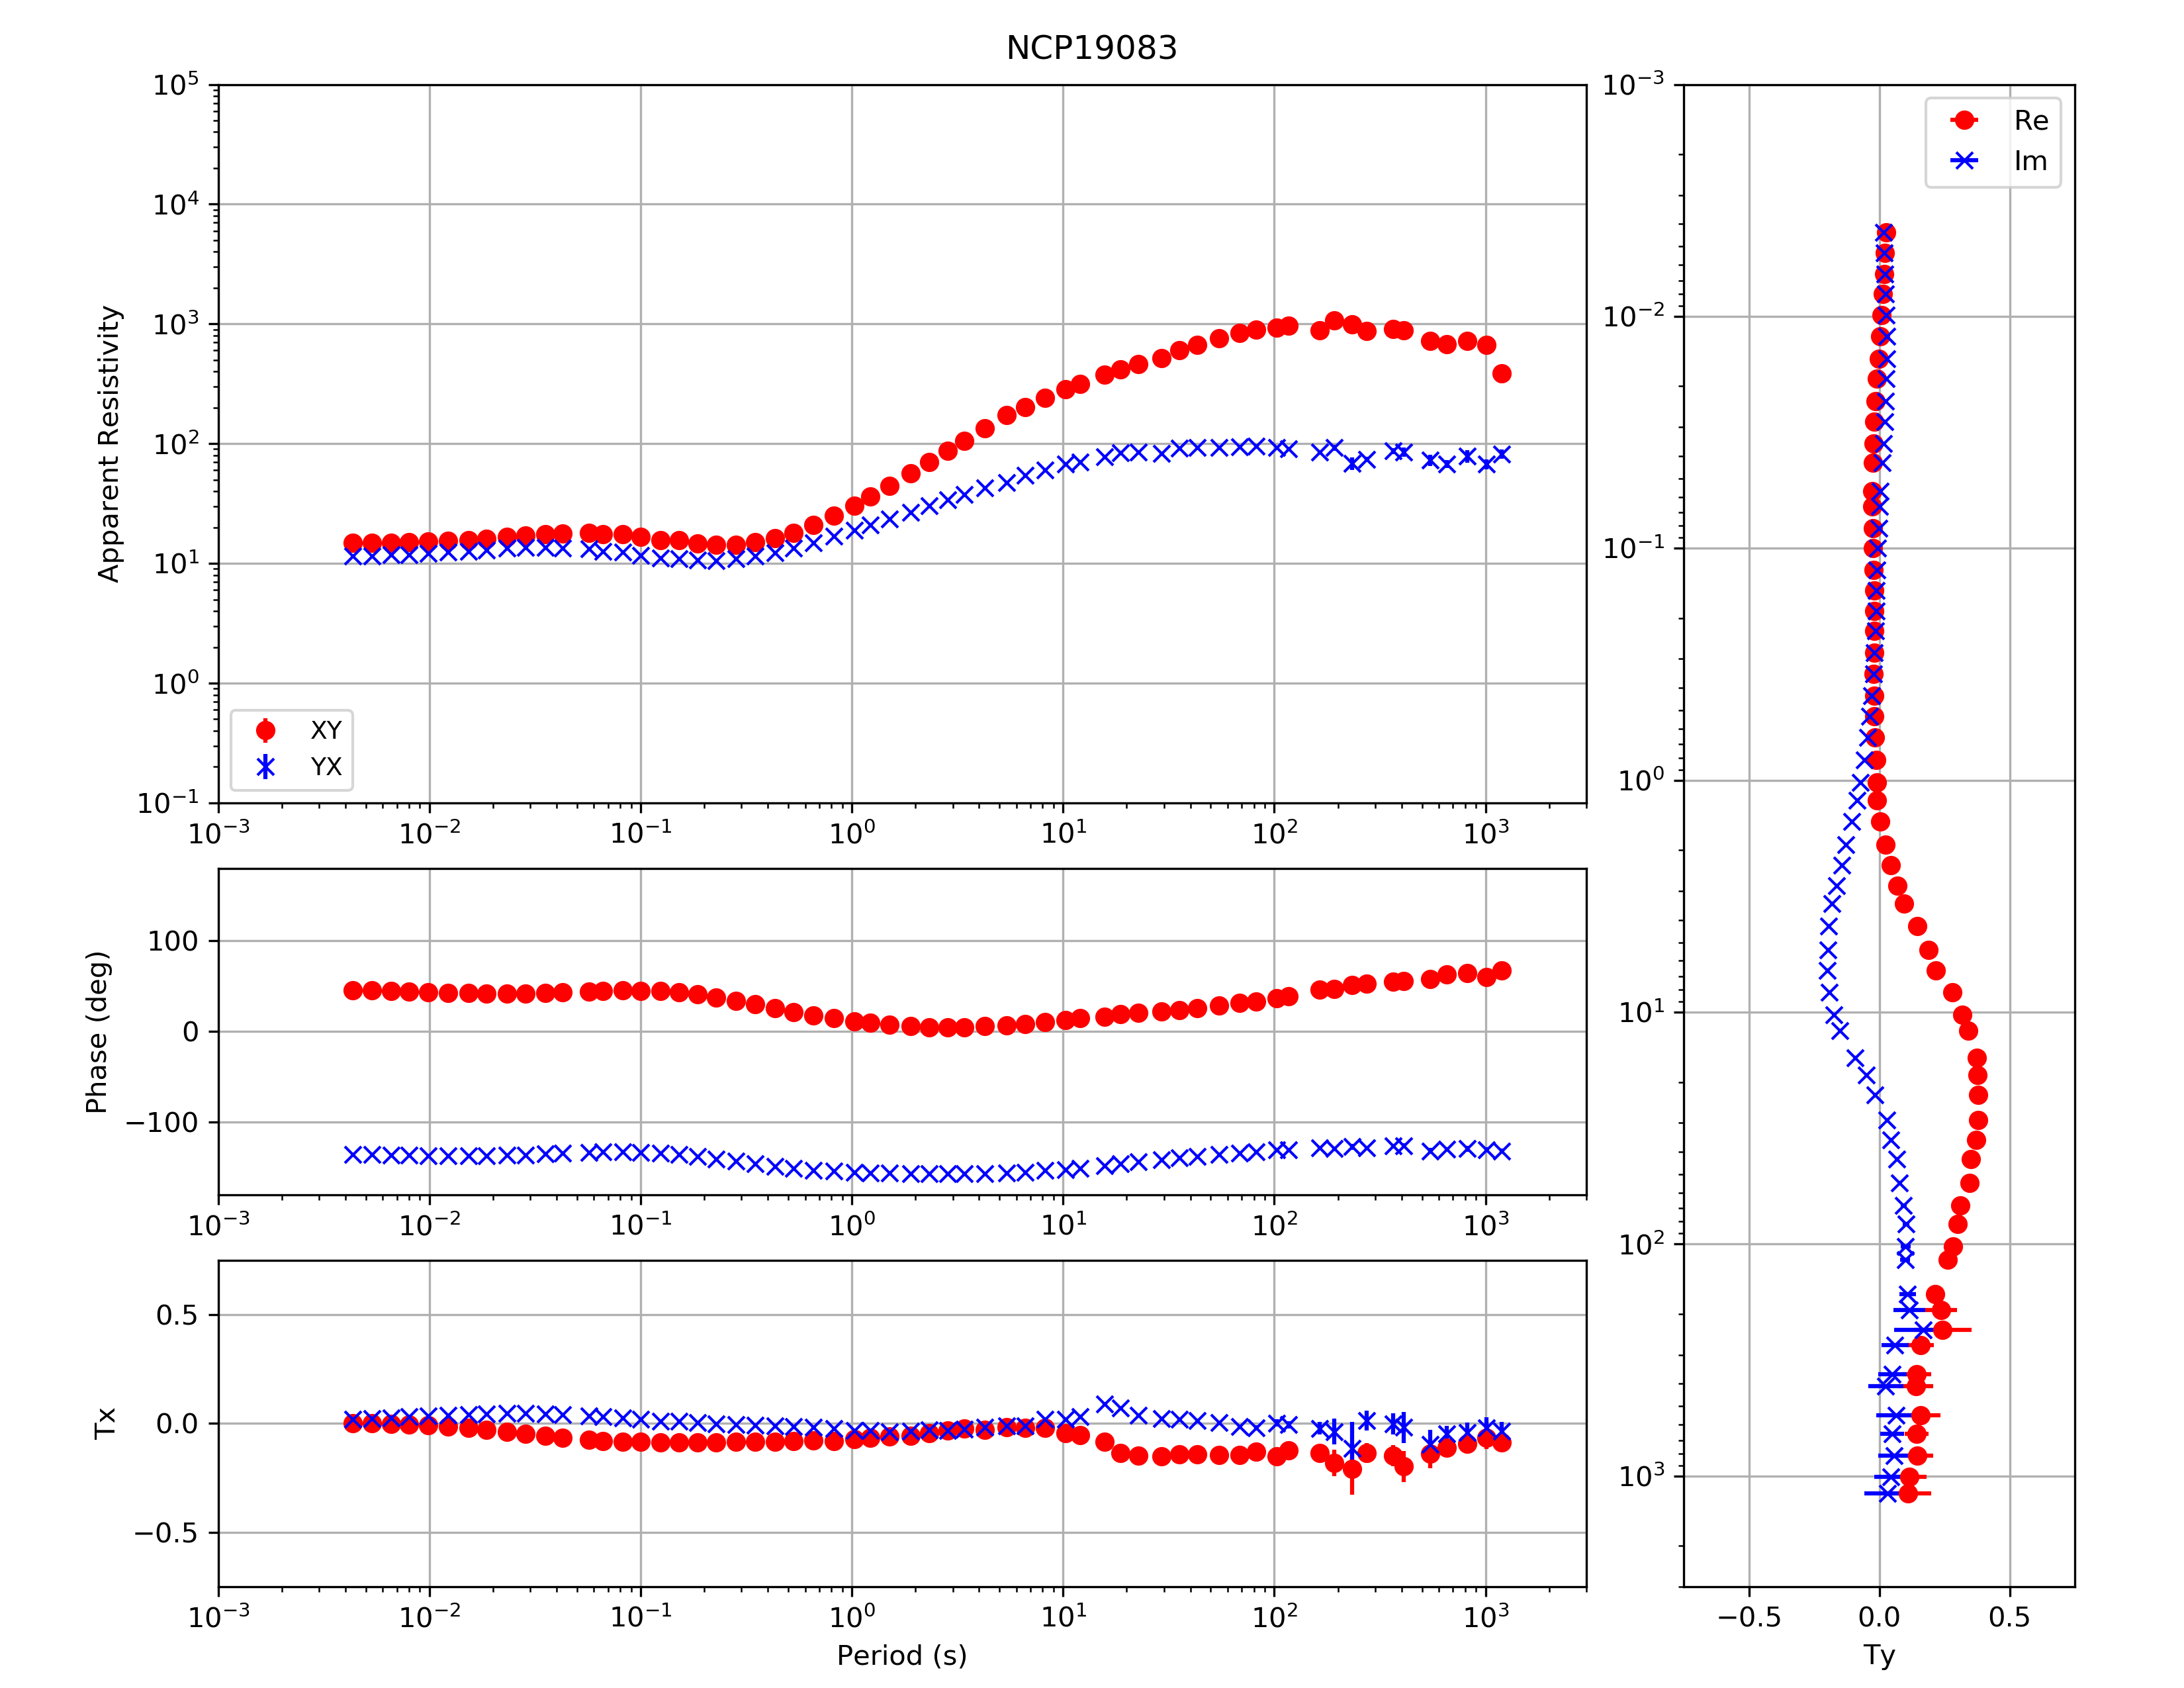 NCP19083
Apparent Resistivity
10⁵
10⁴
10³
10²
10¹
10⁰
10⁻¹
XY
YX
10⁻³ 10⁻² 10⁻¹ 10⁰ 10¹ 10² 10³
Phase (deg)
100
0
−100
10⁻³ 10⁻² 10⁻¹ 10⁰ 10¹ 10² 10³
Tx
0.5
0.0
−0.5
10⁻³ 10⁻² 10⁻¹ 10⁰ 10¹ 10² 10³
Period (s)
10⁻³
10⁻²
10⁻¹
10⁰
10¹
10²
10³
Re
Im
−0.5 0.0 0.5
Ty